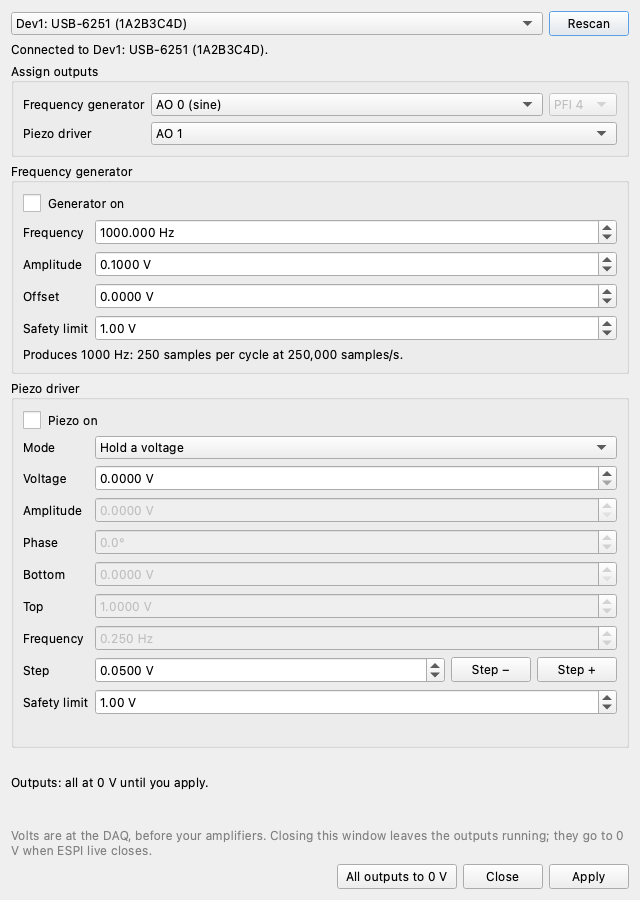 Dev1: USB-6251 (1A2B3C4D)
Rescan
Connected to Dev1: USB-6251 (1A2B3C4D).
Assign outputs
Frequency generator AO 0 (sine) PFI 4
Piezo driver AO 1
Frequency generator
Generator on
Frequency 1000.000 Hz
Amplitude 0.1000 V
Offset 0.0000 V
Safety limit 1.00 V
Produces 1000 Hz: 250 samples per cycle at 250,000 samples/s.
Piezo driver
Piezo on
Mode Hold a voltage
Voltage 0.0000 V
Amplitude 0.0000 V
Phase 0.0°
Bottom 0.0000 V
Top 1.0000 V
Frequency 0.250 Hz
Step 0.0500 V Step – Step +
Safety limit 1.00 V
Outputs: all at 0 V until you apply.
Volts are at the DAQ, before your amplifiers. Closing this window leaves the outputs running; they go to 0
V when ESPI live closes.
All outputs to 0 V Close Apply